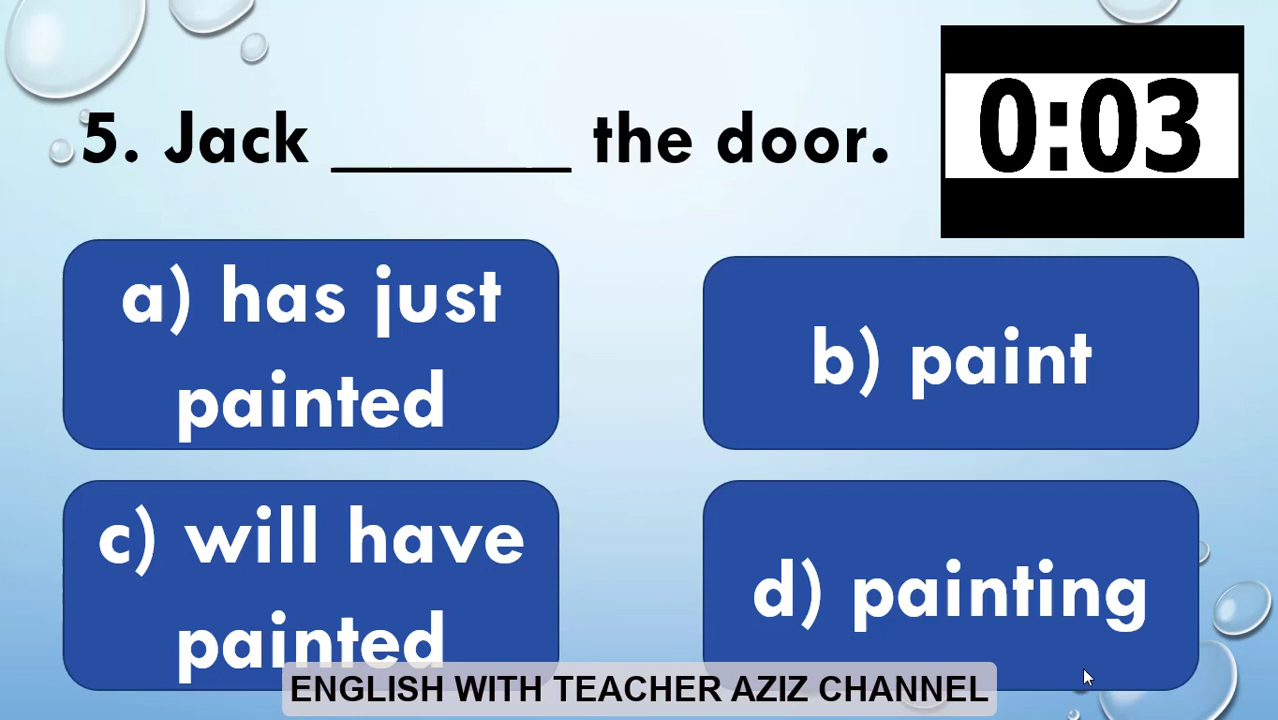 5. Jack _______ the door.
0:03
a) has just
painted
b) paint
c) will have
painted
d) painting
ENGLISH WITH TEACHER AZIZ CHANNEL